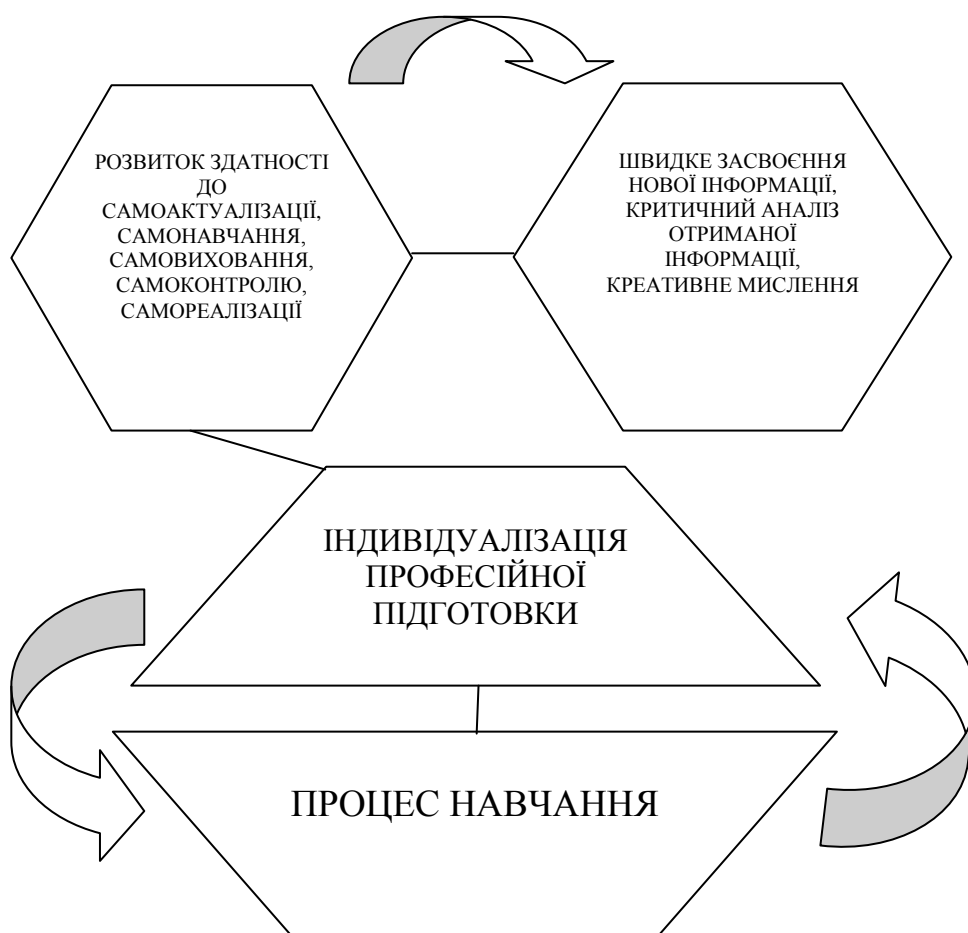 РОЗВИТОК ЗДАТНОСТІ
ДО
САМОАКТУАЛІЗАЦІЇ,
САМОНАВЧАННЯ,
САМОВИХОВАННЯ,
САМОКОНТРОЛЮ,
САМОРЕАЛІЗАЦІЇ
ШВИДКЕ ЗАСВОЄННЯ
НОВОЇ ІНФОРМАЦІЇ,
КРИТИЧНИЙ АНАЛІЗ
ОТРИМАНОЇ
ІНФОРМАЦІЇ,
КРЕАТИВНЕ МИСЛЕННЯ
ІНДИВІДУАЛІЗАЦІЯ
ПРОФЕСІЙНОЇ
ПІДГОТОВКИ
ПРОЦЕС НАВЧАННЯ